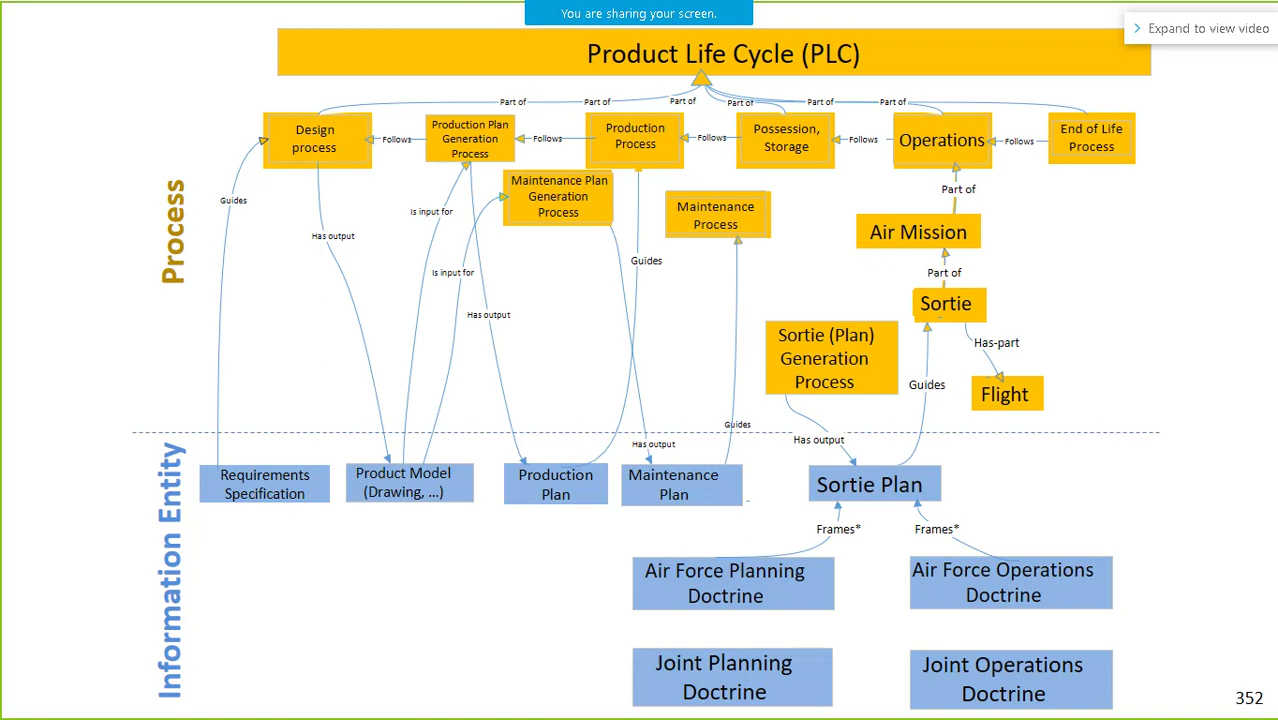 You are sharing your screen.
Expand to view video
Product Life Cycle (PLC)
Part of
Part of
Part of
Part of
Part of
Part of
Design
process
Follows
Production Plan
Generation
Process
Follows
Production
Process
Follows
Possession,
Storage
Follows
Operations
Follows
End of Life
Process
Process
Guides
Has output
Is input for
Is input for
Has output
Maintenance Plan
Generation
Process
Guides
Maintenance
Process
Part of
Air Mission
Part of
Sortie
Has-part
Flight
Sortie (Plan)
Generation
Process
Guides
Guides
Has output
Has output
Information Entity
Requirements
Specification
Product Model
(Drawing, ...)
Production
Plan
Maintenance
Plan
Sortie Plan
Frames*
Frames*
Air Force Planning
Doctrine
Air Force Operations
Doctrine
Joint Planning
Doctrine
Joint Operations
Doctrine
352